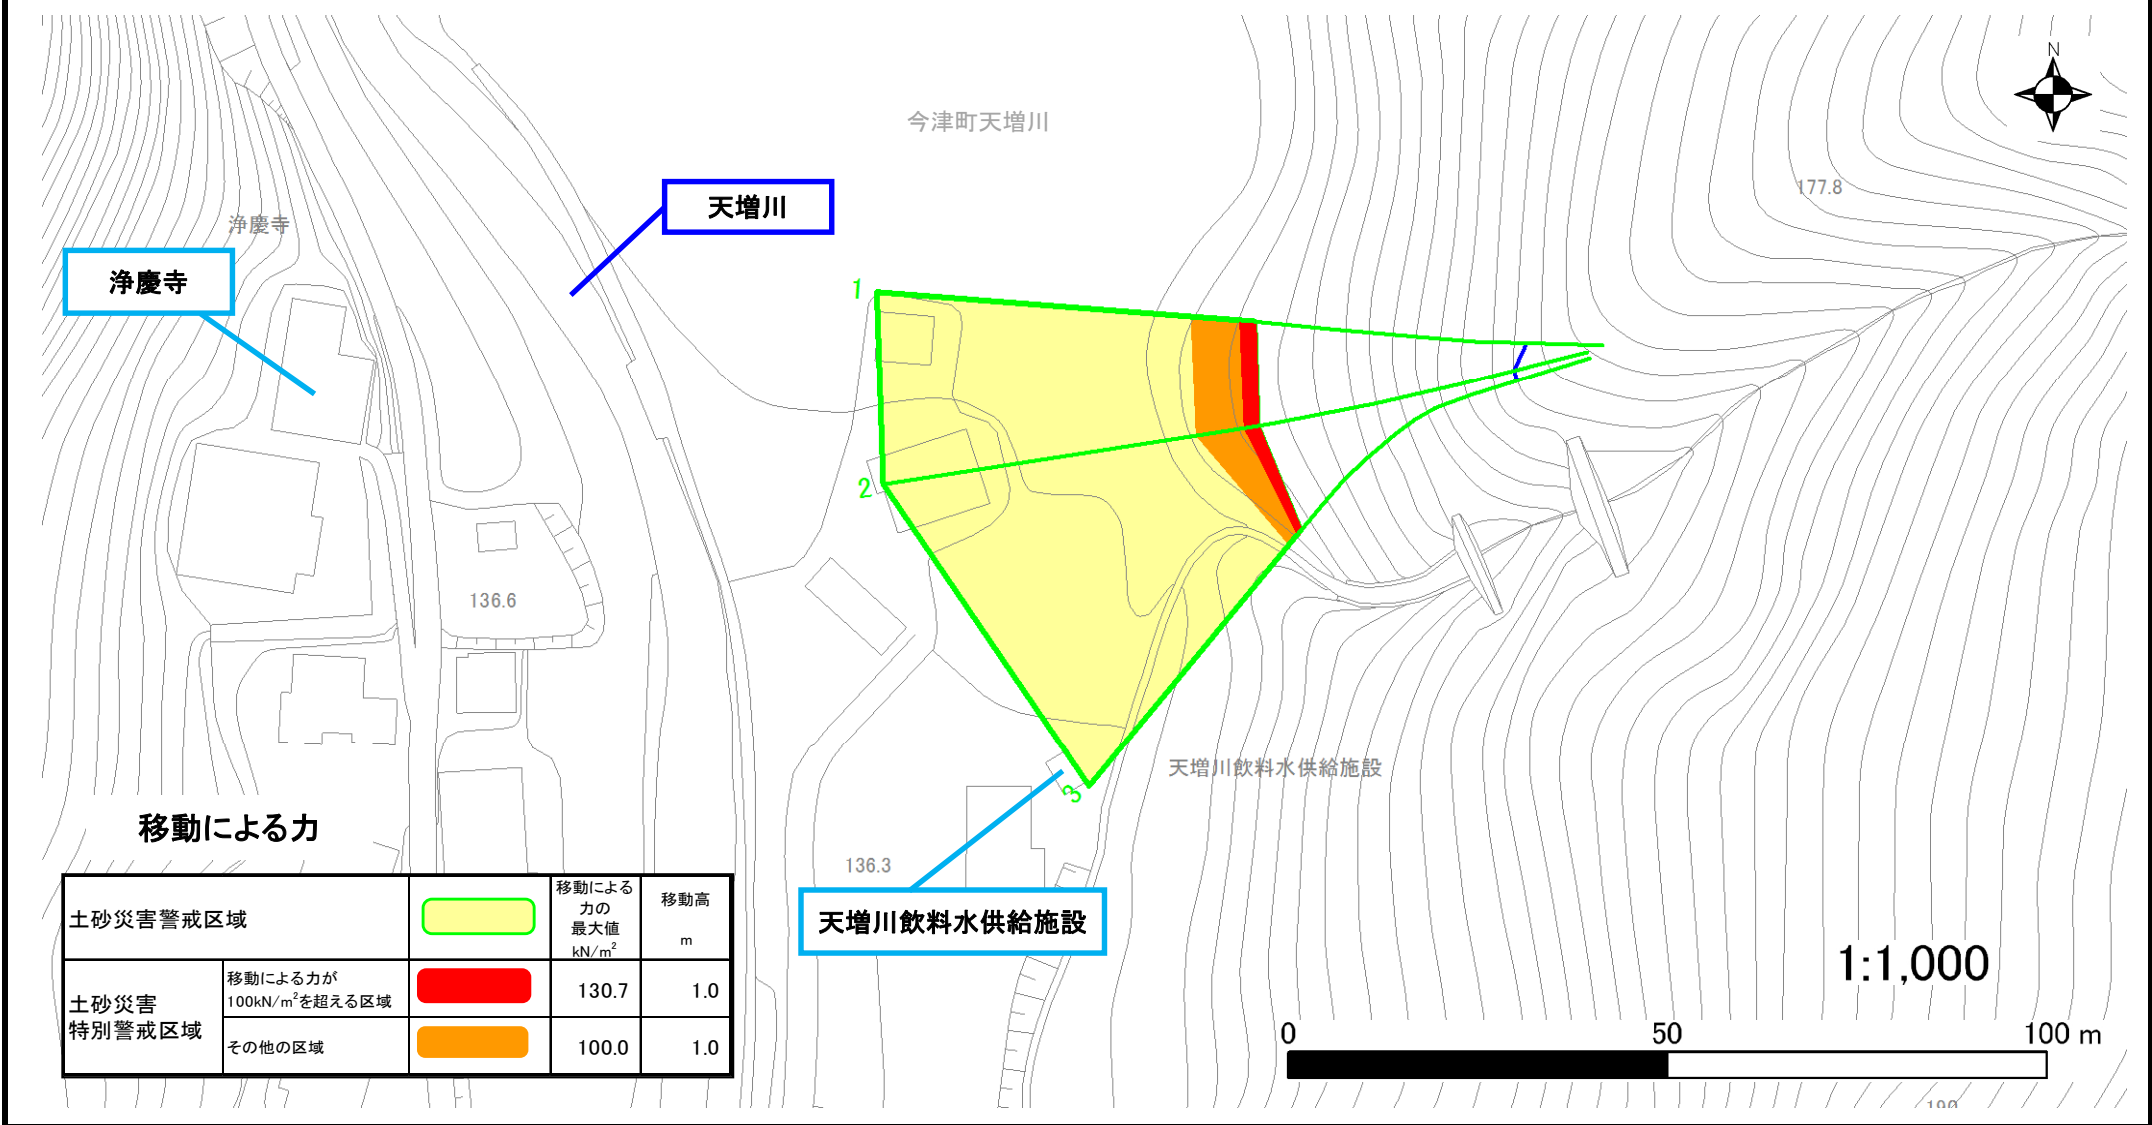 N
今津町天増川
177.8
天増川
浄慶寺
浄慶寺
1
2
3
136.6
天増川飲料水供給施設
136.3
天増川飲料水供給施設
移動による力
土砂災害警戒区域
移動による
力の
最大値
kN/m²
移動高
m
土砂災害
特別警戒区域
移動による力が
100kN/m²を超える区域
130.7
1.0
その他の区域
100.0
1.0
1:1,000
0
50
100 m
190